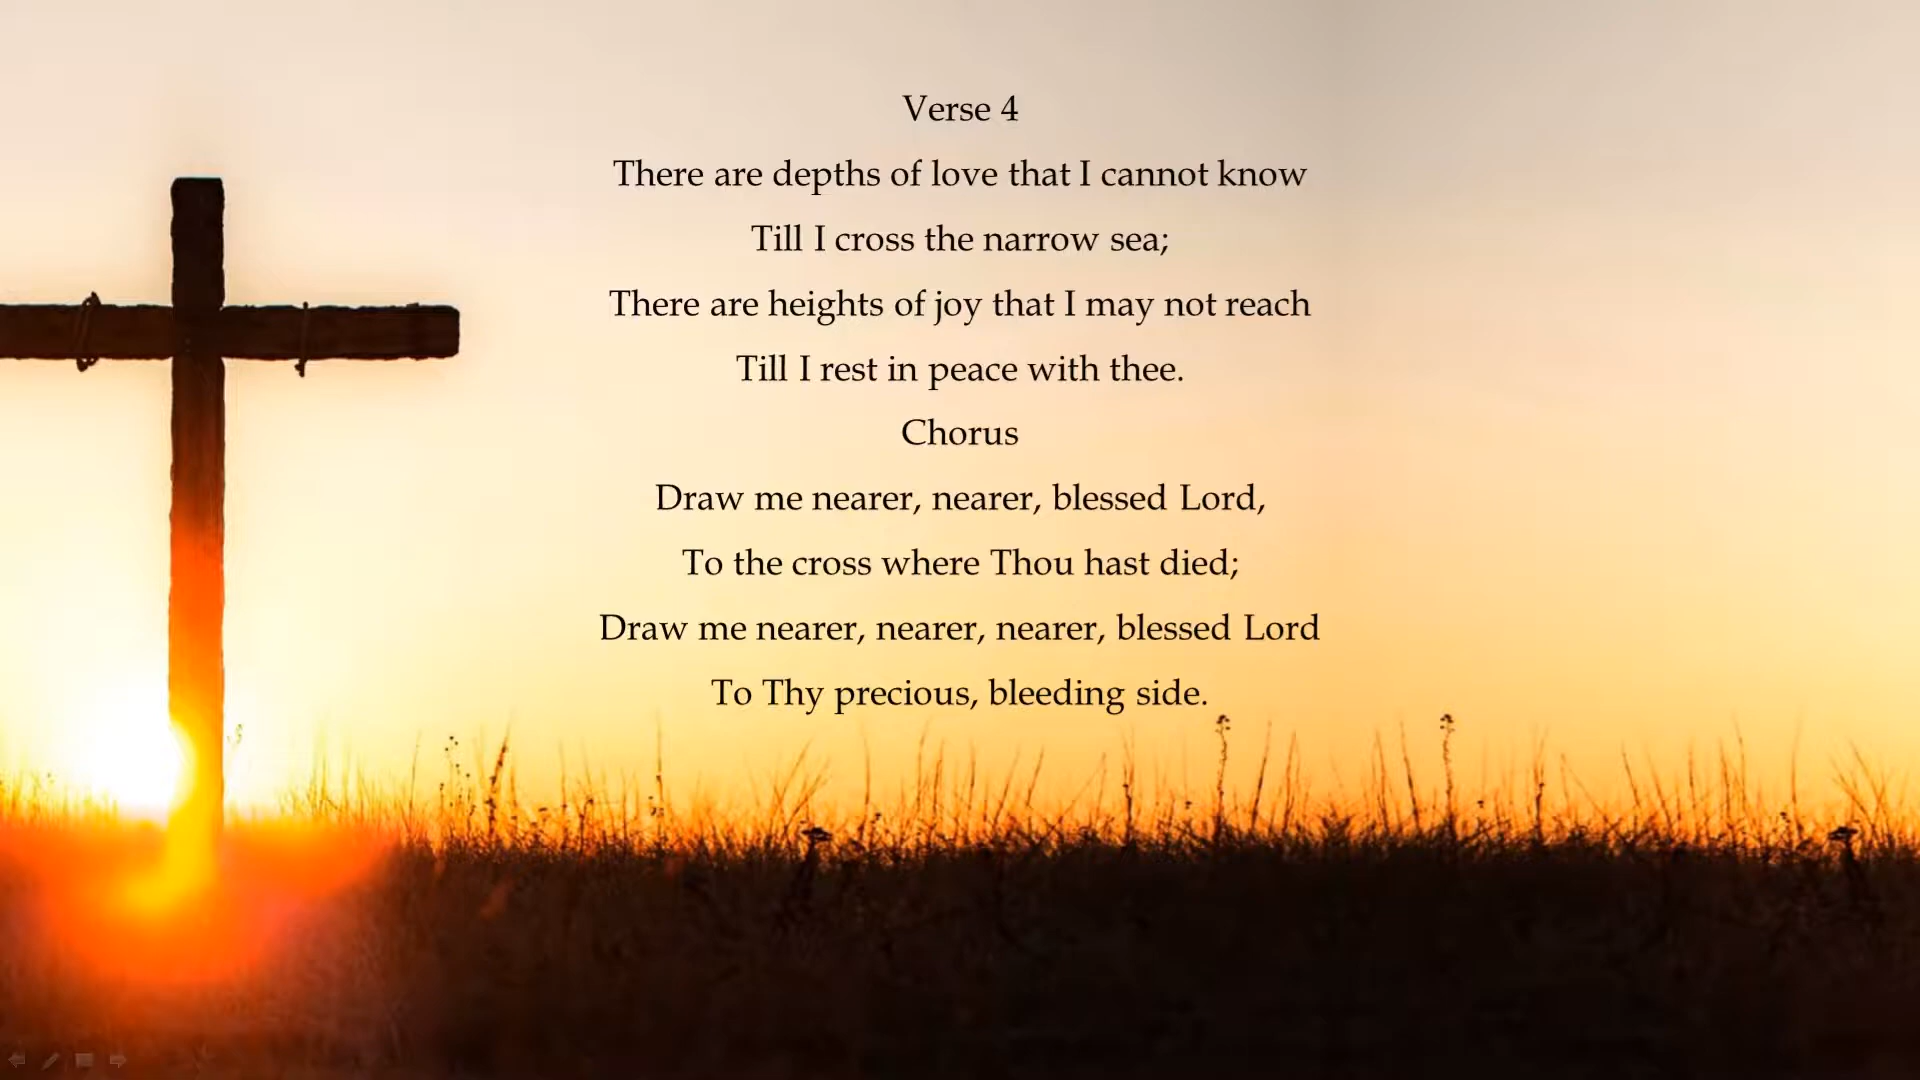 Verse 4
There are depths of love that I cannot know
Till I cross the narrow sea;
There are heights of joy that I may not reach
Till I rest in peace with thee.
Chorus
Draw me nearer, nearer, blessed Lord,
To the cross where Thou hast died;
Draw me nearer, nearer, nearer, blessed Lord
To Thy precious, bleeding side.